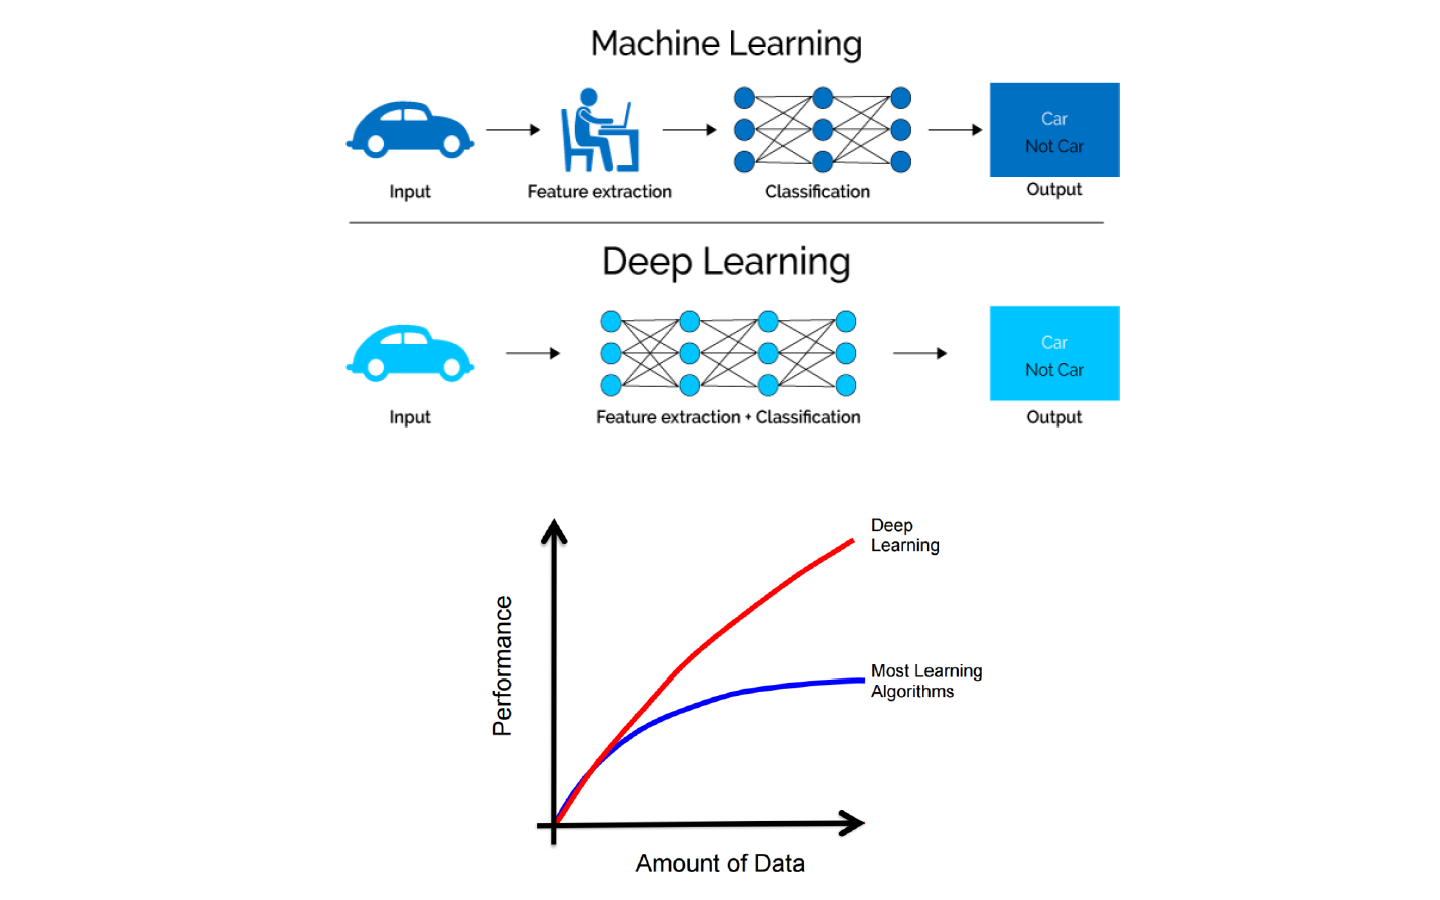 Machine Learning
Car
Not Car
Input
Feature extraction
Classification
Output
Deep Learning
Car
Not Car
Input
Feature extraction + Classification
Output
Deep
Learning
Most Learning
Algorithms
Performance
Amount of Data